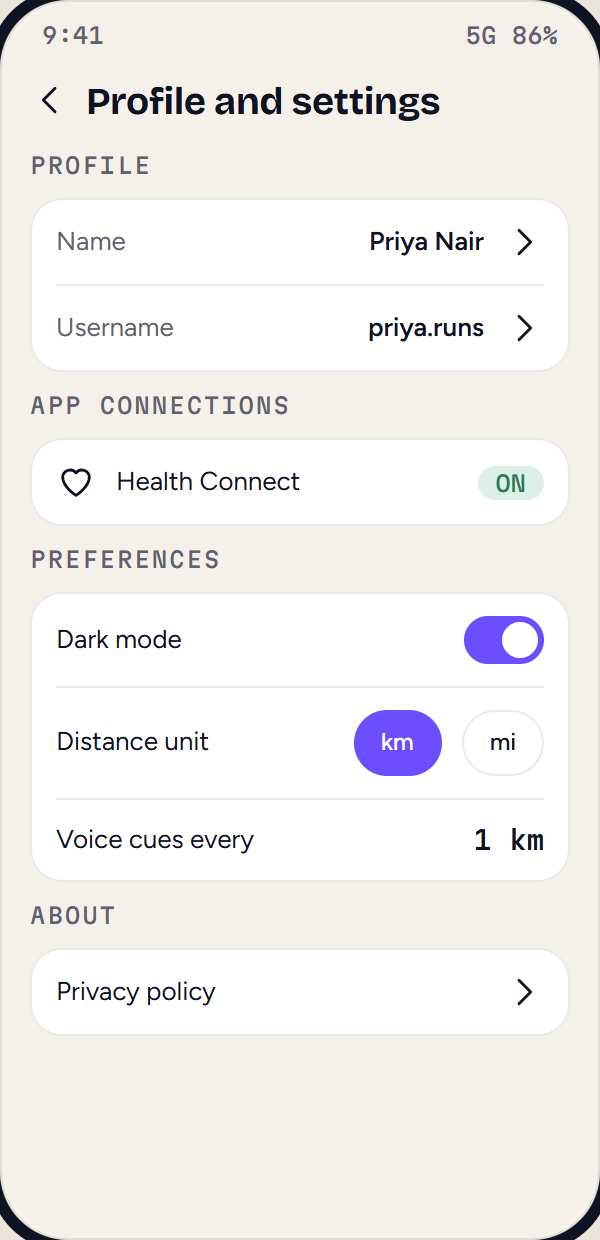 9:41 5G 86%
Profile and settings
PROFILE
Name Priya Nair
Username priya.runs
APP CONNECTIONS
Health Connect ON
PREFERENCES
Dark mode
Distance unit km mi
Voice cues every 1 km
ABOUT
Privacy policy